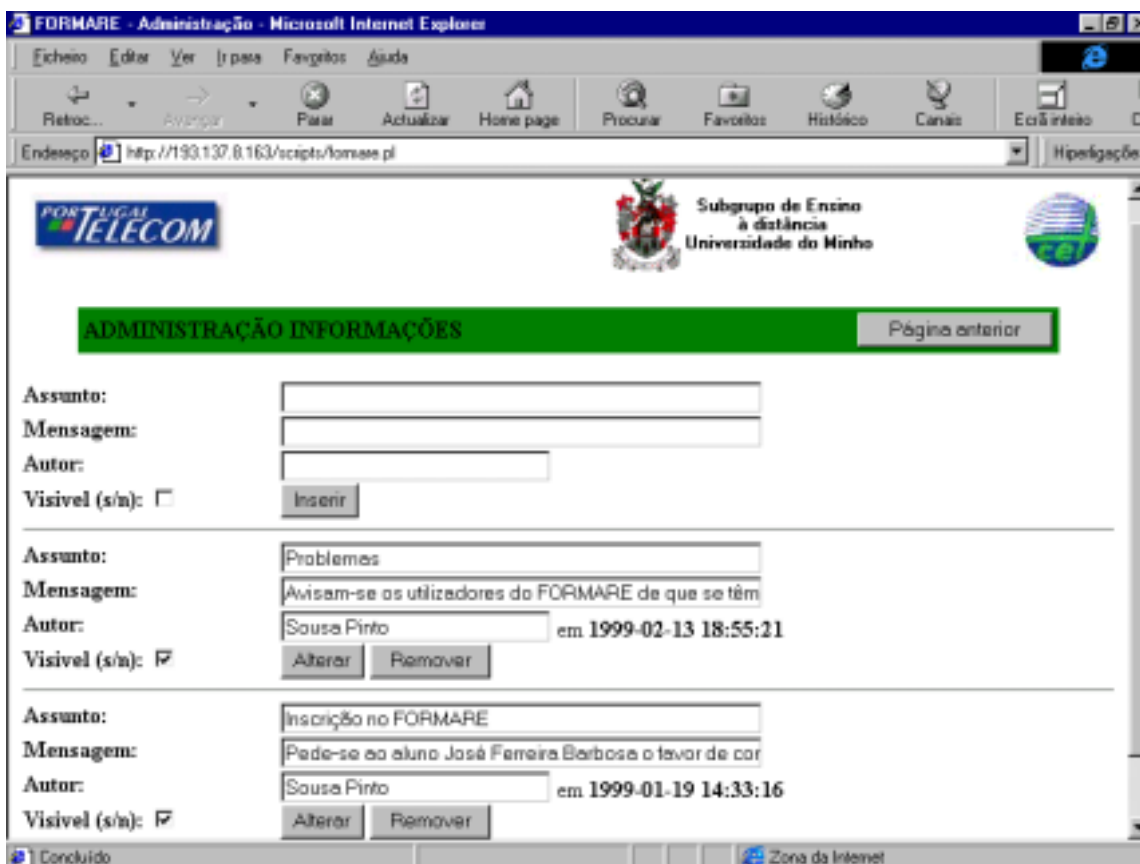 FORMARE - Administração - Microsoft Internet Explorer
Ficheiro Editar Ver Ir para Favoritos Ajuda
Retroc... Avançar Parar Actualizar Home page Procurar Favoritos Histórico Canais Ecrã inteiro
Endereço http://193.137.8.163/scripts/formare.pl
PORTUGAL TELECOM
Subgrupo de Ensino
à distância
Universidade do Minho
cet
ADMINISTRAÇÃO INFORMAÇÕES Página anterior
Assunto:
Mensagem:
Autor:
Visivel (s/n): Inserir
Assunto: Problemas
Mensagem: Avisam-se os utilizadores do FORMARE de que se têm
Autor: Sousa Pinto em 1999-02-13 18:55:21
Visivel (s/n): Alterar Remover
Assunto: Inscrição no FORMARE
Mensagem: Pede-se ao aluno José Ferreira Barbosa o favor de cor
Autor: Sousa Pinto em 1999-01-19 14:33:16
Visivel (s/n): Alterar Remover
Concluído Zona da Internet